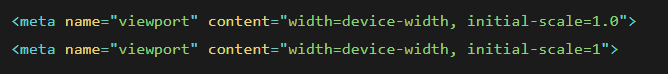 <meta name="viewport" content="width=device-width, initial-scale=1.0">
<meta name="viewport" content="width=device-width, initial-scale=1">